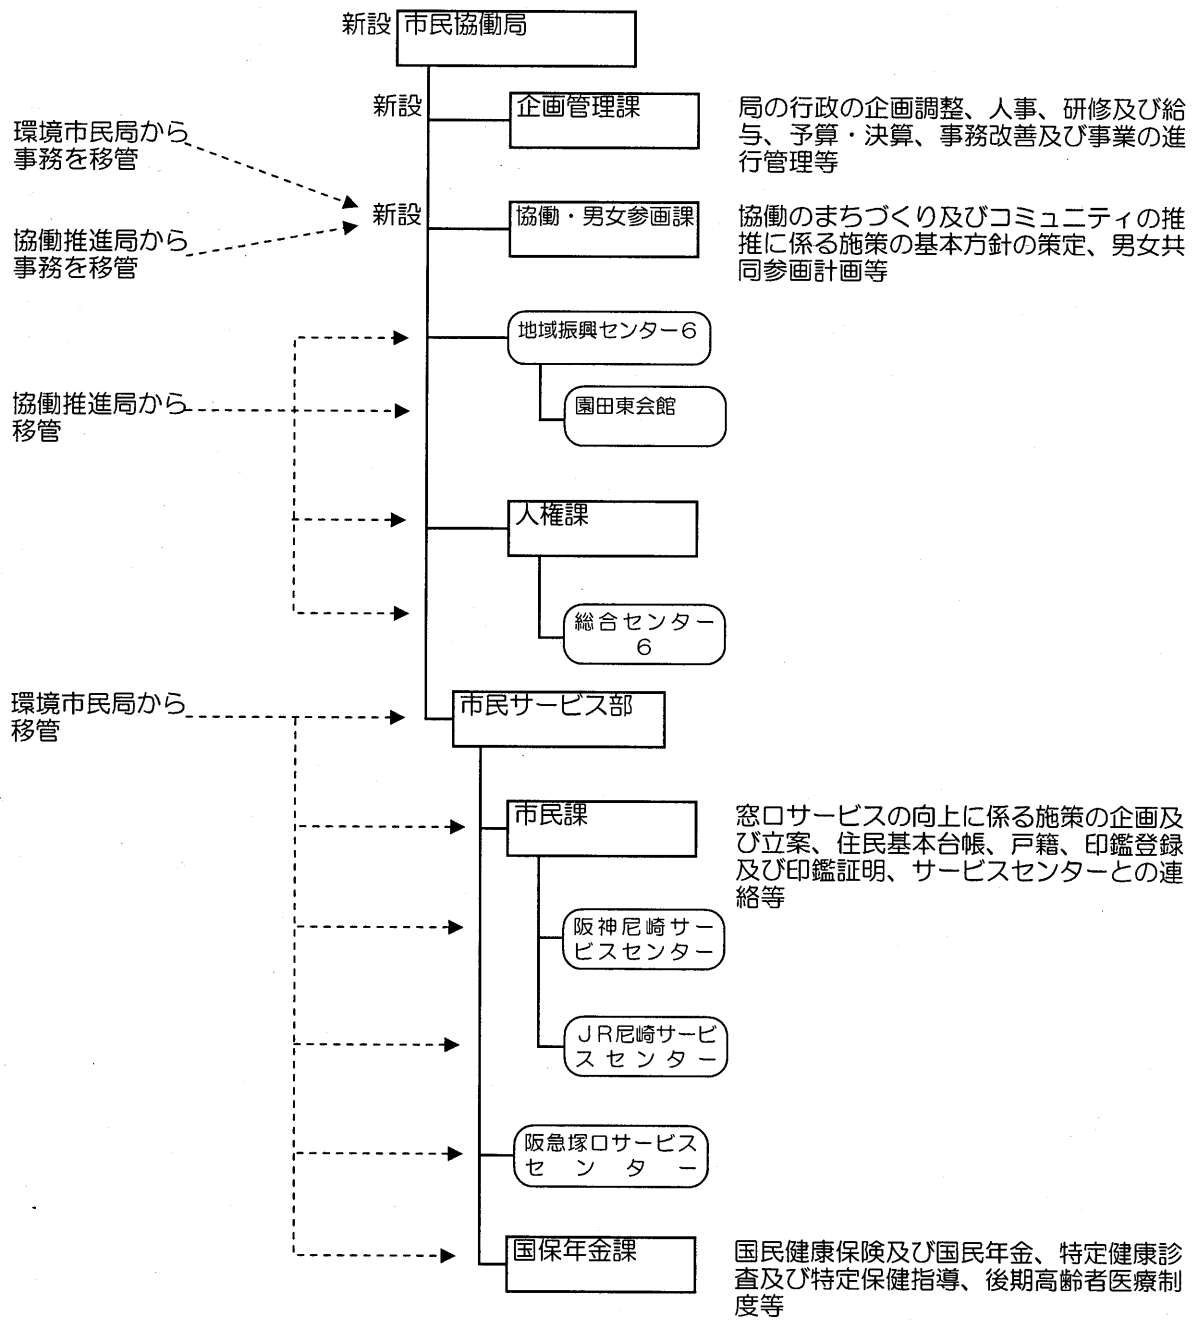 新設
市民協働局
新設
企画管理課
局の行政の企画調整、人事、研修及び給
与、予算・決算、事務改善及び事業の進
行管理等
環境市民局から
事務を移管
新設
協働・男女参画課
協働のまちづくり及びコミュニティの推
推に係る施策の基本方針の策定、男女共
同参画計画等
協働推進局から
事務を移管
地域振興センター6
園田東会館
協働推進局から
移管
人権課
総合センター
6
環境市民局から
移管
市民サービス部
市民課
窓口サービスの向上に係る施策の企画及
び立案、住民基本台帳、戸籍、印鑑登録
及び印鑑証明、サービスセンターとの連
絡等
阪神尼崎サー
ビスセンター
JR尼崎サービ
スセンター
阪急塚口サービス
センター
国保年金課
国民健康保険及び国民年金、特定健康診
査及び特定保健指導、後期高齢者医療制
度等